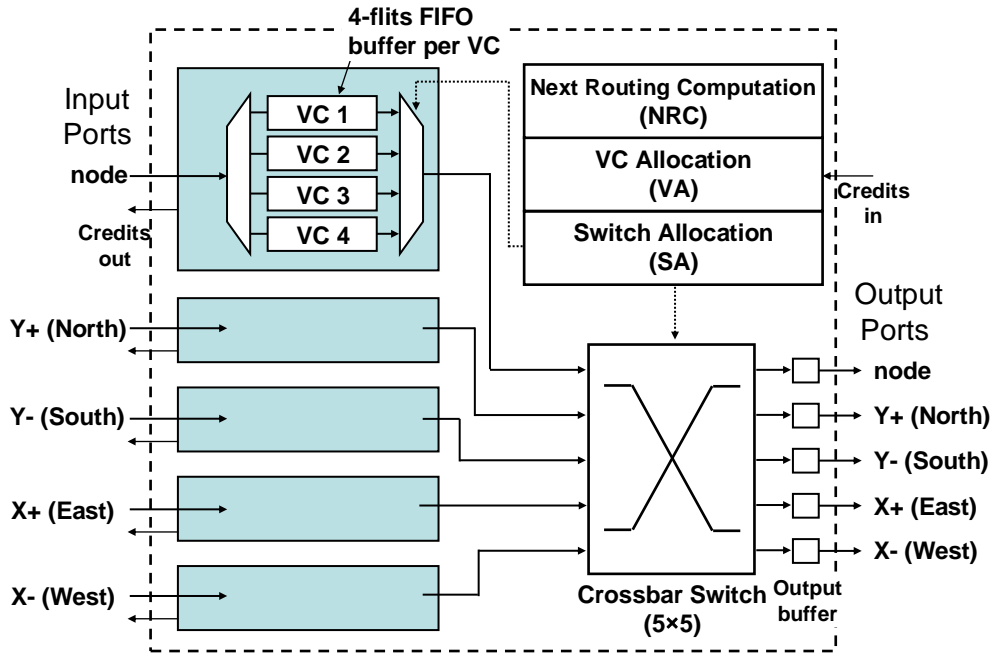 4-flits FIFO
buffer per VC
Input
Ports
node
Credits
out
VC 1
VC 2
VC 3
VC 4
Next Routing Computation
(NRC)
VC Allocation
(VA)
Switch Allocation
(SA)
Credits
in
Y+ (North)
Y- (South)
X+ (East)
X- (West)
Output
Ports
node
Y+ (North)
Y- (South)
X+ (East)
X- (West)
Crossbar Switch
(5×5)
Output
buffer